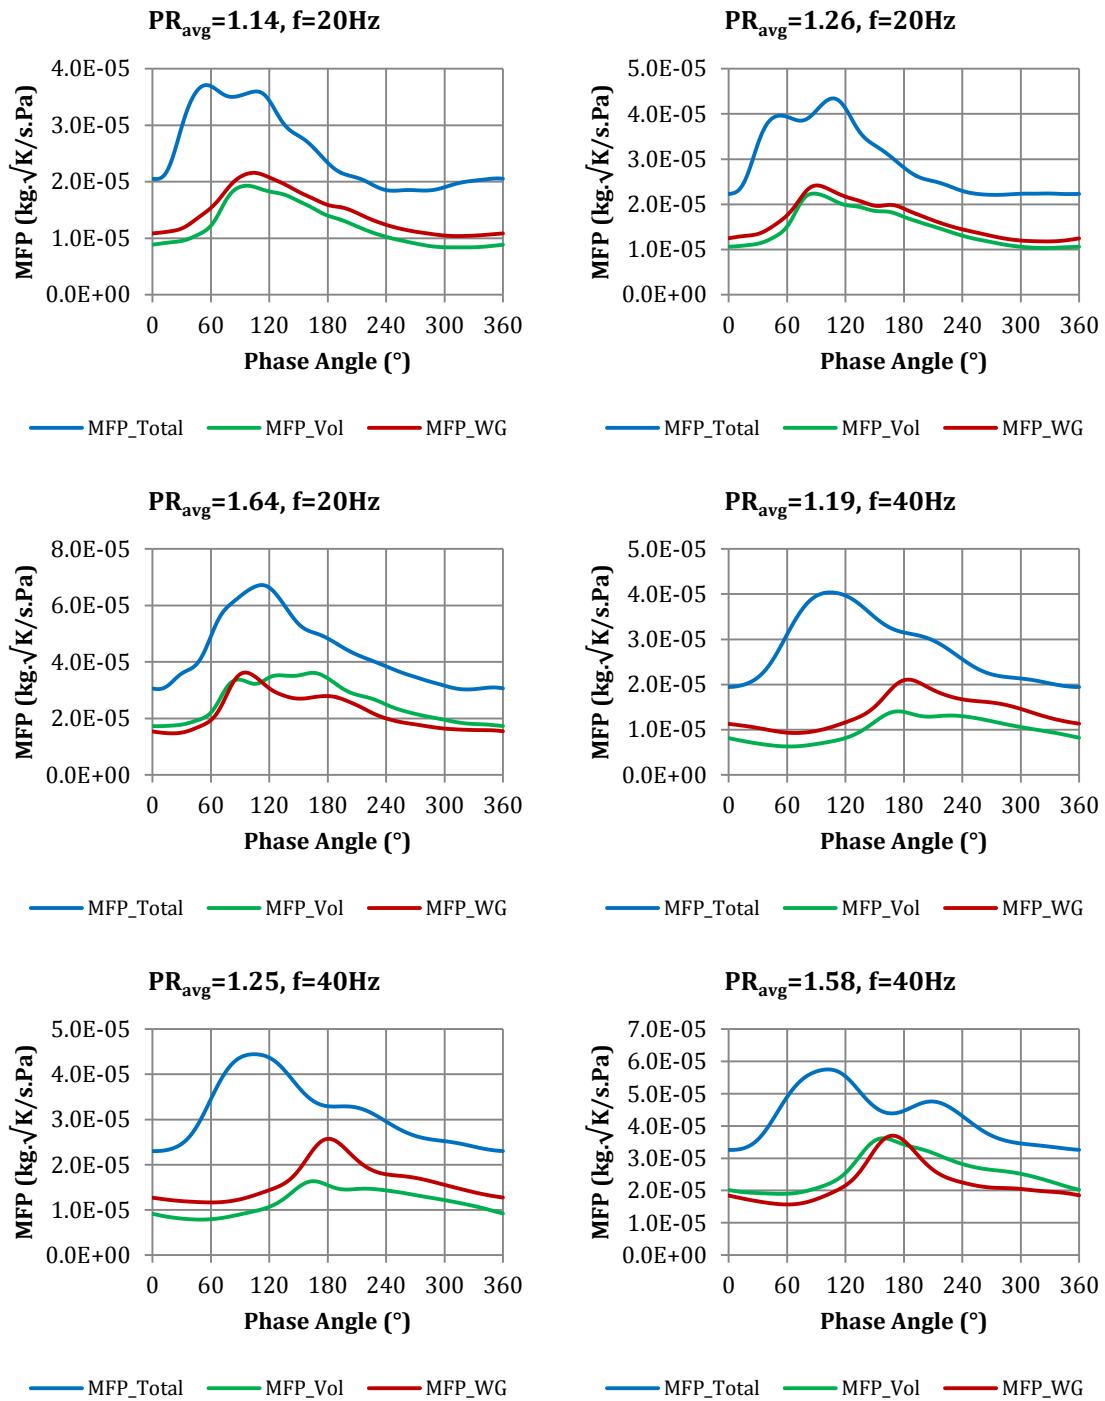 PRavg=1.14, f=20Hz
MFP (kg.√K/s.Pa)
4.0E-05
3.0E-05
2.0E-05
1.0E-05
0.0E+00
0 60 120 180 240 300 360
Phase Angle (°)
MFP_Total MFP_Vol MFP_WG
PRavg=1.26, f=20Hz
MFP (kg.√K/s.Pa)
5.0E-05
4.0E-05
3.0E-05
2.0E-05
1.0E-05
0.0E+00
0 60 120 180 240 300 360
Phase Angle (°)
MFP_Total MFP_Vol MFP_WG
PRavg=1.64, f=20Hz
MFP (kg.√K/s.Pa)
8.0E-05
6.0E-05
4.0E-05
2.0E-05
0.0E+00
0 60 120 180 240 300 360
Phase Angle (°)
MFP_Total MFP_Vol MFP_WG
PRavg=1.19, f=40Hz
MFP (kg.√K/s.Pa)
5.0E-05
4.0E-05
3.0E-05
2.0E-05
1.0E-05
0.0E+00
0 60 120 180 240 300 360
Phase Angle (°)
MFP_Total MFP_Vol MFP_WG
PRavg=1.25, f=40Hz
MFP (kg.√K/s.Pa)
5.0E-05
4.0E-05
3.0E-05
2.0E-05
1.0E-05
0.0E+00
0 60 120 180 240 300 360
Phase Angle (°)
MFP_Total MFP_Vol MFP_WG
PRavg=1.58, f=40Hz
MFP (kg.√K/s.Pa)
7.0E-05
6.0E-05
5.0E-05
4.0E-05
3.0E-05
2.0E-05
1.0E-05
0.0E+00
0 60 120 180 240 300 360
Phase Angle (°)
MFP_Total MFP_Vol MFP_WG